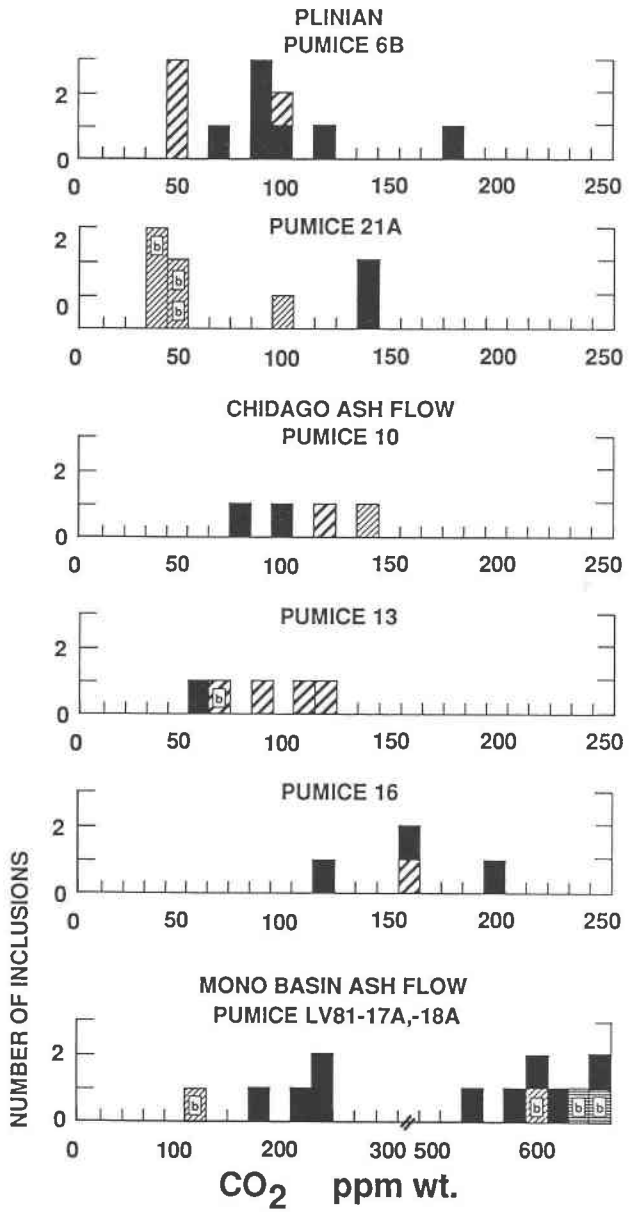 PLINIAN
PUMICE 6B
2
0
0 50 100 150 200 250
PUMICE 21A
2
b
b
b
0
0 50 100 150 200 250
CHIDAGO ASH FLOW
PUMICE 10
2
0
0 50 100 150 200 250
PUMICE 13
2
b
0
0 50 100 150 200 250
PUMICE 16
2
0
0 50 100 150 200 250
MONO BASIN ASH FLOW
PUMICE LV81-17A,-18A
2
b b b b
0
0 100 200 300 500 600
CO2 ppm wt.
NUMBER OF INCLUSIONS